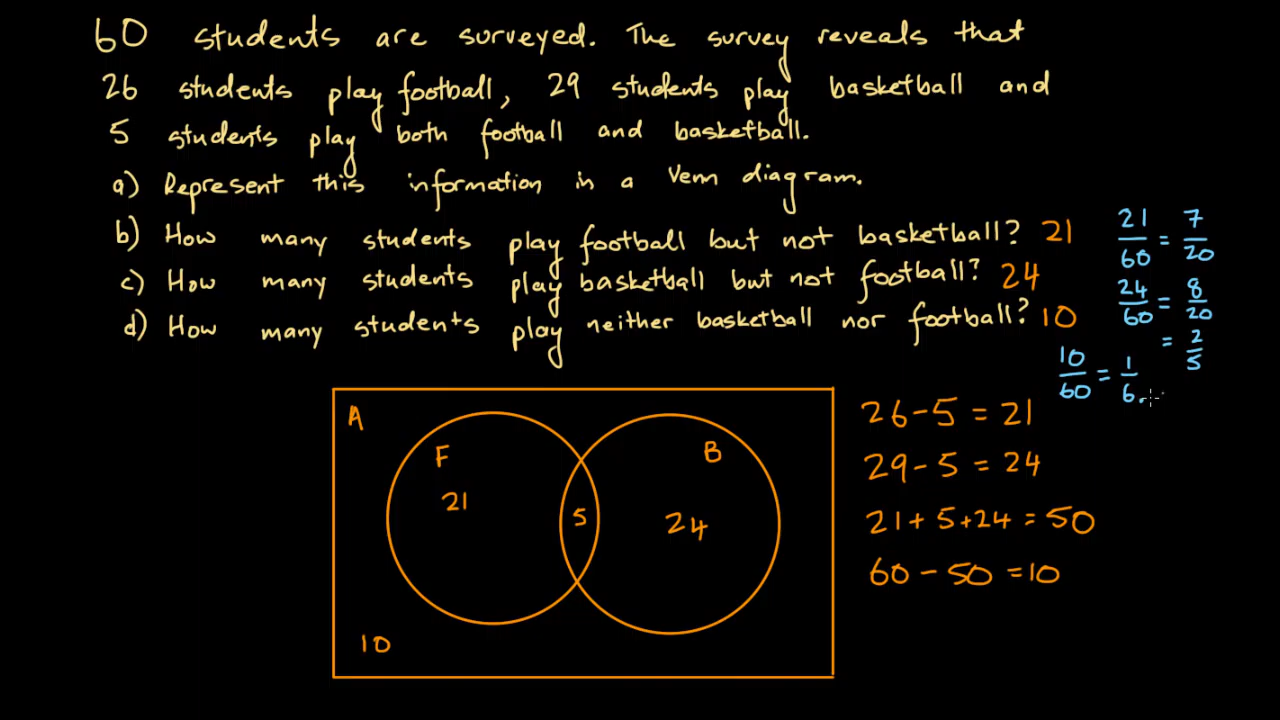 60 students are surveyed. The survey reveals that
26 students play football, 29 students play basketball and
5 students play both football and basketball.
a) Represent this information in a Venn diagram.
b) How many students play football but not basketball? 21
21/60 = 7/20
c) How many students play basketball but not football? 24
24/60 = 8/20
= 2/5
d) How many students play neither basketball nor football? 10
10/60 = 1/6.
A
F
B
21
5
24
10
26 - 5 = 21
29 - 5 = 24
21 + 5 + 24 = 50
60 - 50 = 10